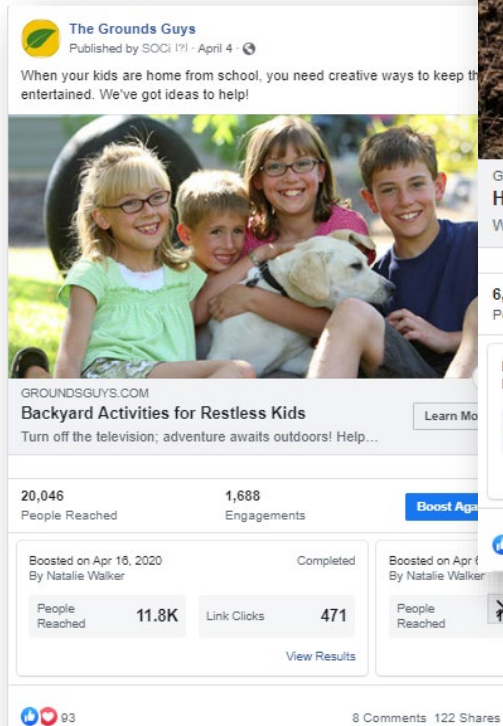 The Grounds Guys
Published by SOCi [?] · April 4 ·
When your kids are home from school, you need creative ways to keep
entertained. We've got ideas to help!
GROUNDSGUYS.COM
Backyard Activities for Restless Kids
Learn
Turn off the television; adventure awaits outdoors! Help...
20,046
People Reached
1,688
Engagements
Boost
6,
Boosted on Apr 16, 2020
By Natalie Walker
Completed
People
Reached
11.8K
Link Clicks
471
View Results
Boosted on Apr
By Natalie Walker
People
Reached
93
8 Comments 122 Shares